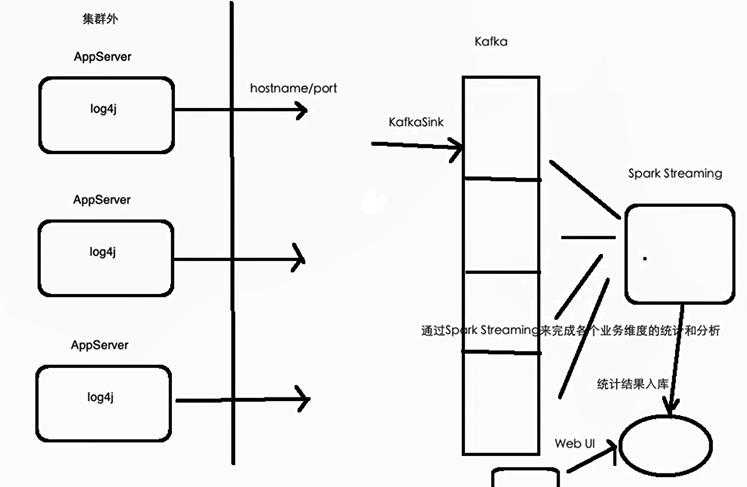 集群外
AppServer
log4j
hostname/port
AppServer
log4j
AppServer
log4j
Kafka
KafkaSink
Spark Streaming
通过Spark Streaming来完成各个业务维度的统计和分析
统计结果入库
Web UI